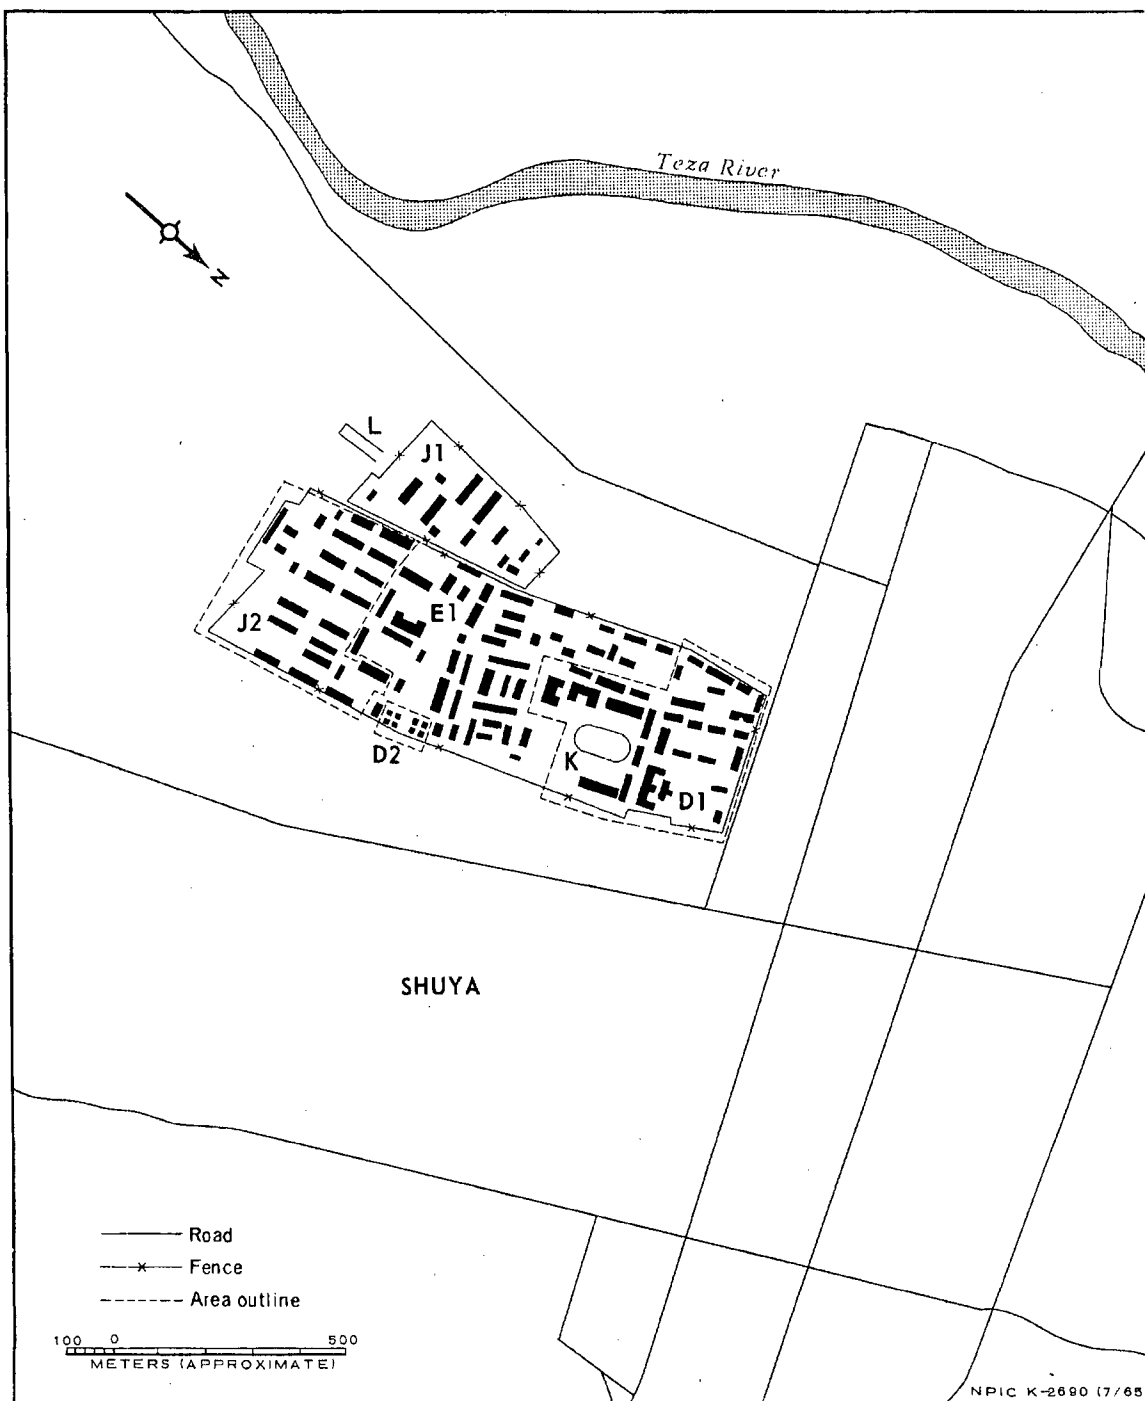 Teza River
N
L
J1
E1
J2
D2
K
D1
SHUYA
Road
Fence
Area outline
100 0 500
METERS (APPROXIMATE)
NPIC K-2690 (7/65